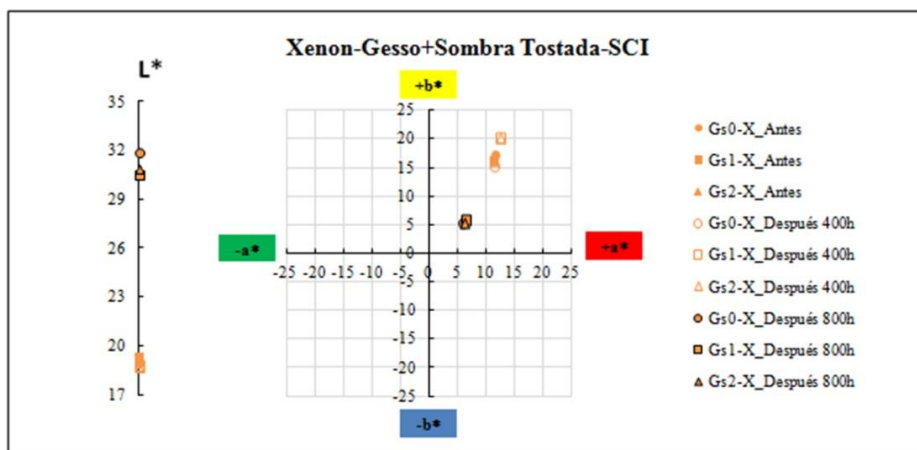 Xenon-Gesso+Sombra Tostada-SCI
L*
+b*
35
32
29
26
23
20
17
25
20
15
10
5
0
-5
-10
-15
-20
-25
-a*
+a*
-25 -20 -15 -10 -5 0 5 10 15 20 25
-b*
Gs0-X_Antes
Gs1-X_Antes
Gs2-X_Antes
Gs0-X_Después 400h
Gs1-X_Después 400h
Gs2-X_Después 400h
Gs0-X_Después 800h
Gs1-X_Después 800h
Gs2-X_Después 800h